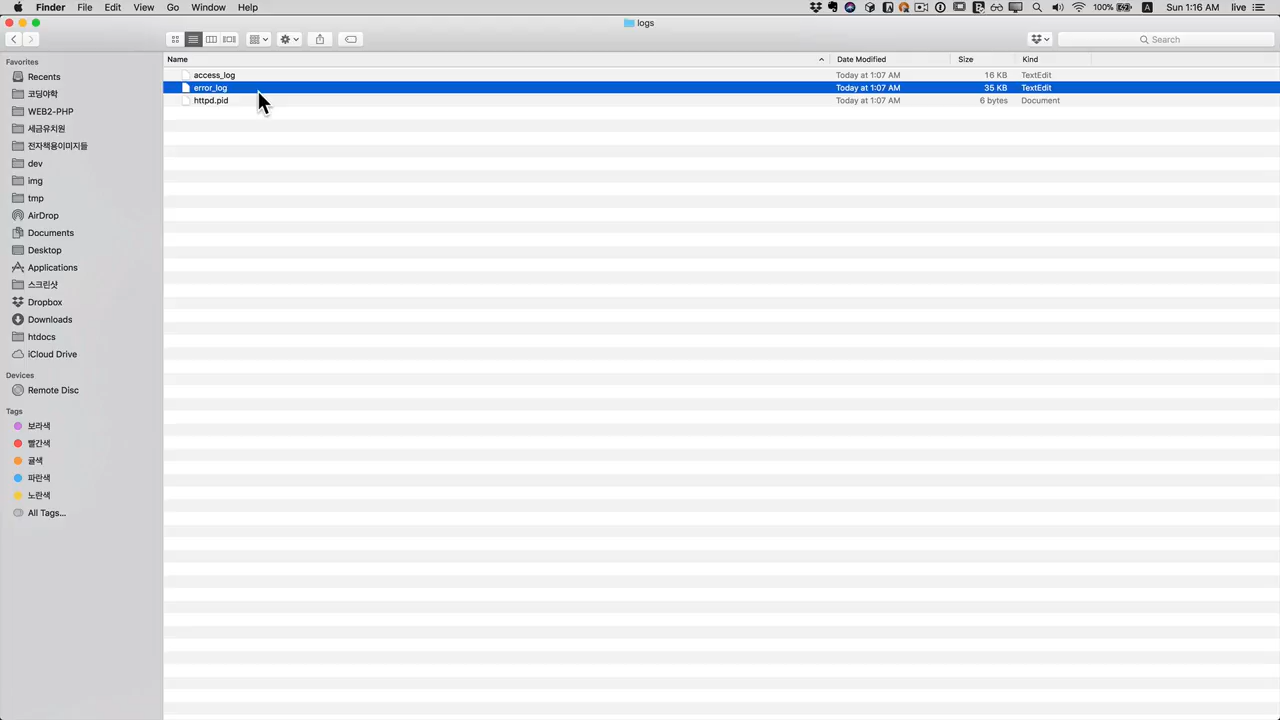 Finder File Edit View Go Window Help 100% Sun 1:16 AM live
logs
Search
Favorites
Recents
코딩야학
WEB2-PHP
세금유치원
전자책용이미지들
dev
img
tmp
AirDrop
Documents
Desktop
Applications
스크린샷
Dropbox
Downloads
htdocs
iCloud Drive
Devices
Remote Disc
Tags
보라색
빨간색
귤색
파란색
노란색
All Tags...
Name Date Modified Size Kind
access_log Today at 1:07 AM 16 KB TextEdit
error_log Today at 1:07 AM 35 KB TextEdit
httpd.pid Today at 1:07 AM 6 bytes Document